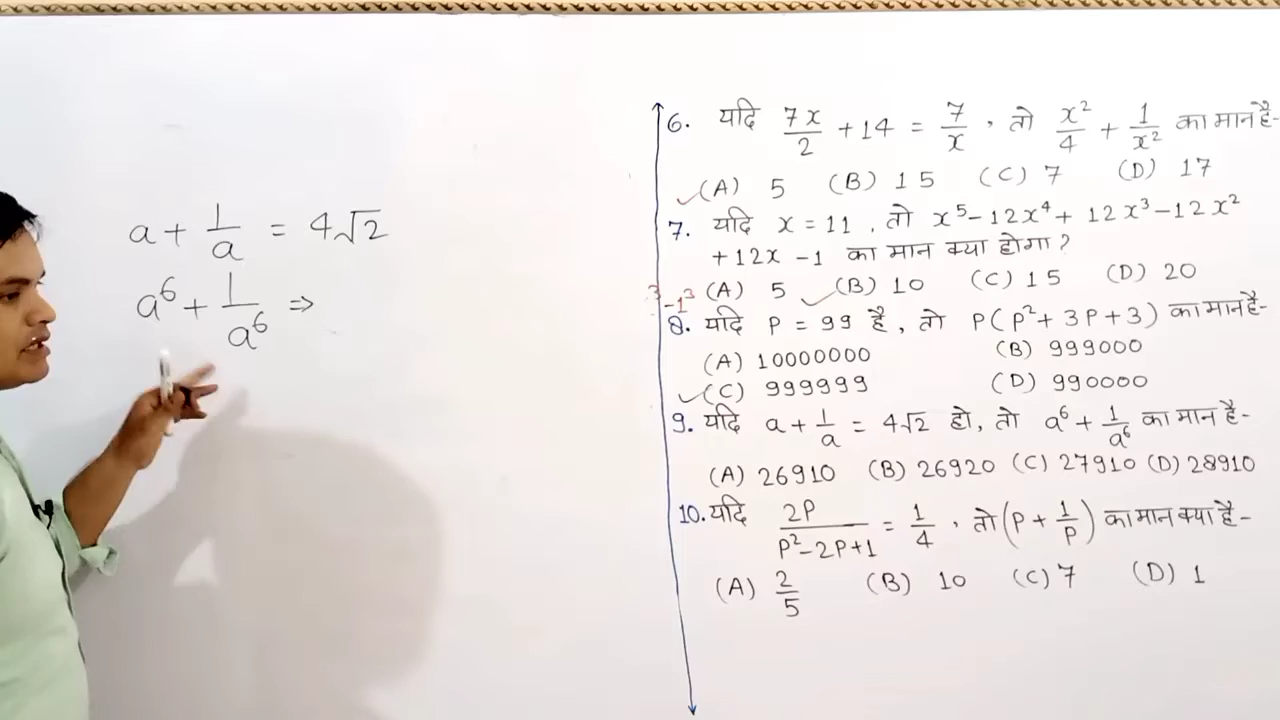 a + 1/a = 4√2
a⁶ + 1/a⁶ ⇒
6. यदि 7x/2 + 14 = 7/x , तो x²/4 + 1/x² का मान है-
(A) 5 (B) 15 (C) 7 (D) 17
7. यदि x = 11 , तो x⁵ - 12x⁴ + 12x³ - 12x²
+ 12x - 1 का मान क्या होगा ?
(A) 5 (B) 10 (C) 15 (D) 20
3 -1³
8. यदि P = 99 है , तो P(P² + 3P + 3) का मान है-
(A) 10000000 (B) 999000
(C) 999999 (D) 990000
9. यदि a + 1/a = 4√2 हो, तो a⁶ + 1/a⁶ का मान है-
(A) 26910 (B) 26920 (C) 27910 (D) 28910
10. यदि 2P/(P² - 2P + 1) = 1/4 , तो (P + 1/P) का मान क्या है-
(A) 2/5 (B) 10 (C) 7 (D) 1